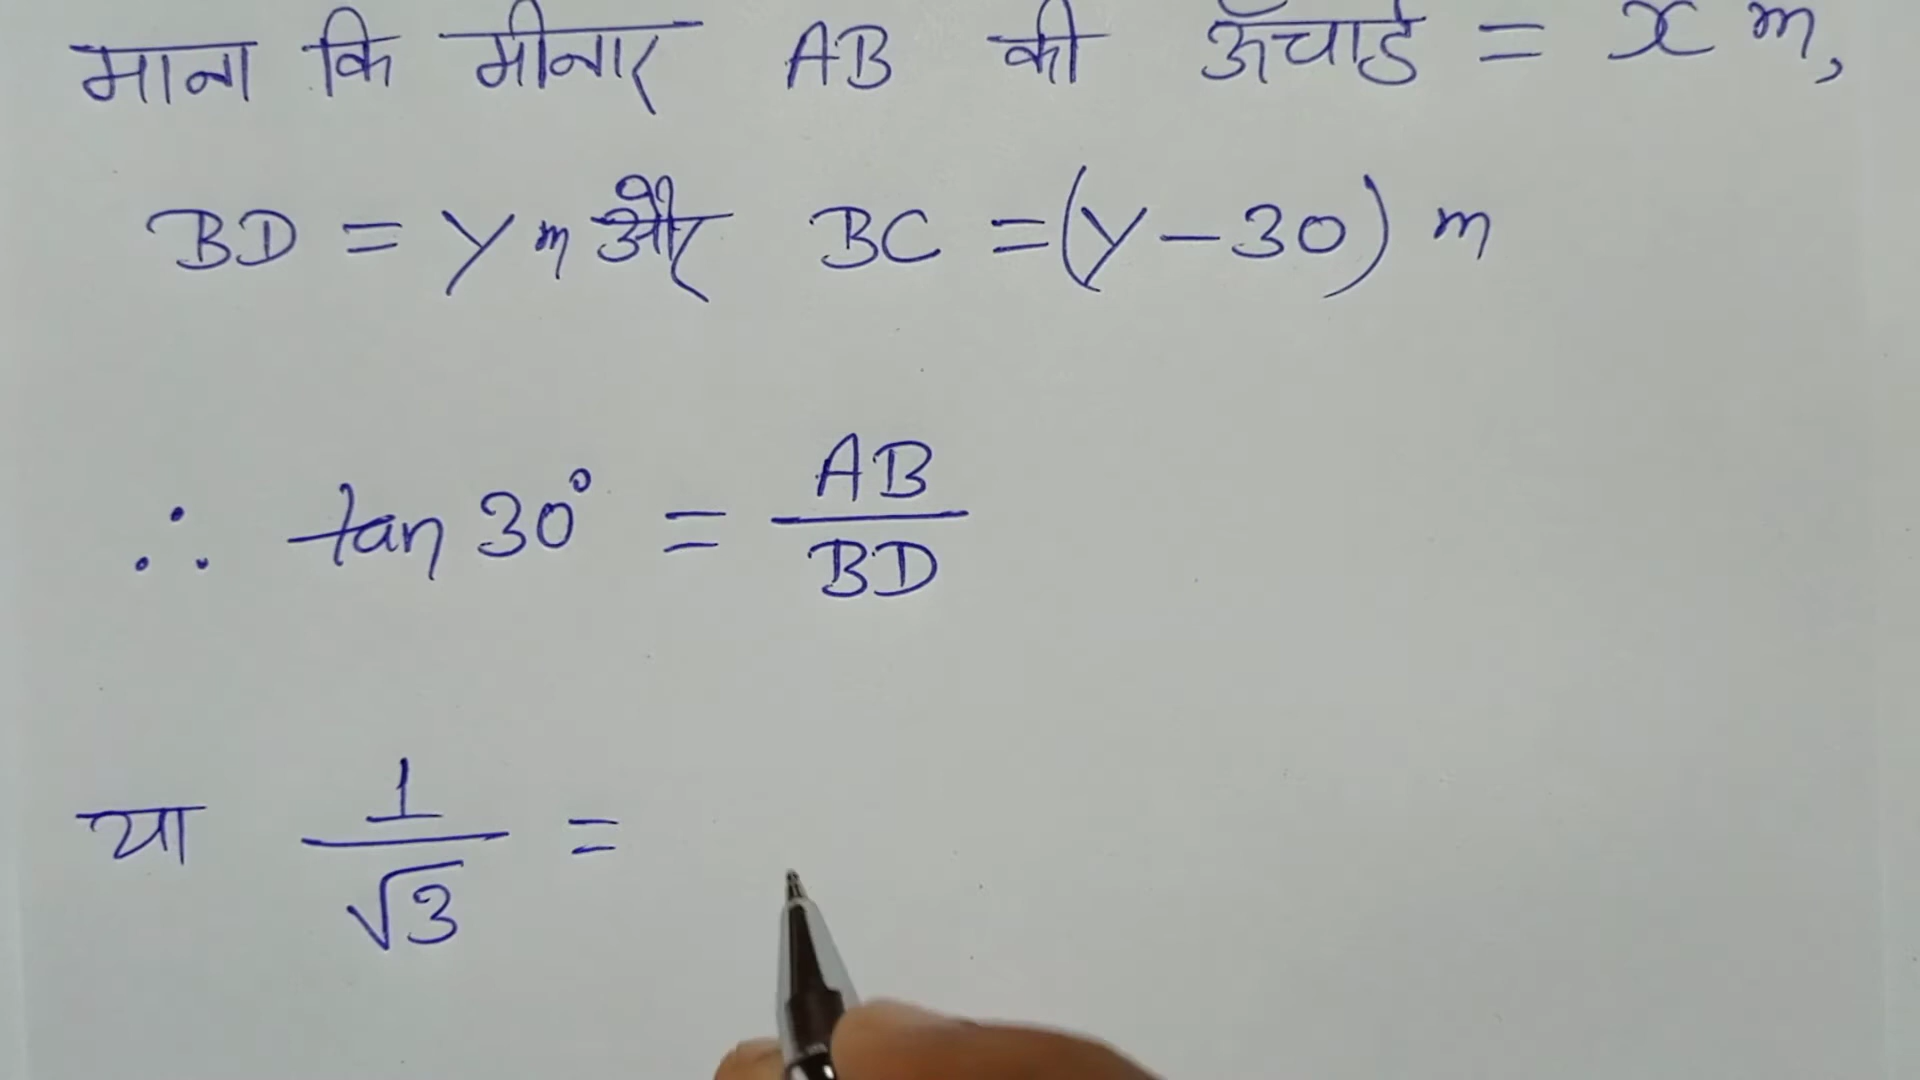 माना कि मीनार AB की ऊँचाई = x m,
BD = y m और BC = (y – 30) m
∴ tan 30° = AB/BD
या 1/√3 =